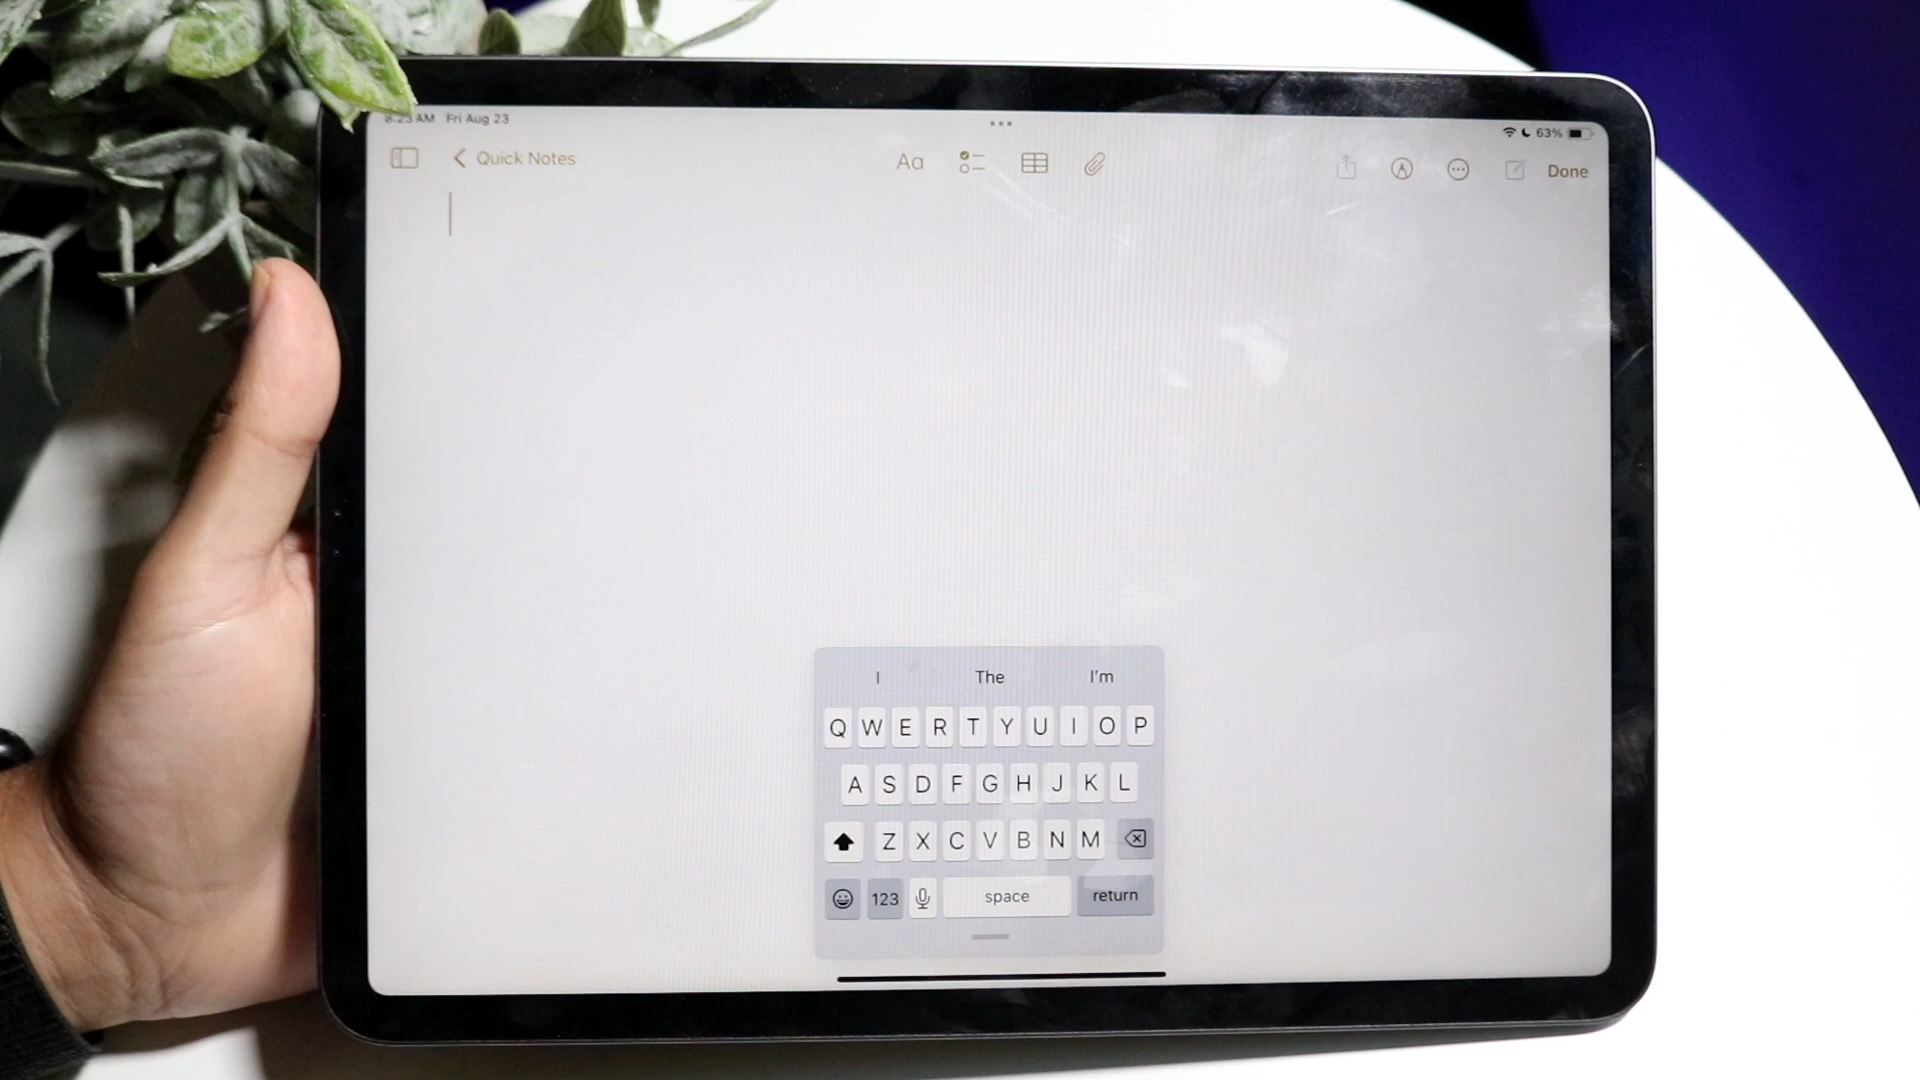 8:23 AM Fri Aug 23
63%
Quick Notes
Aa
Done
I The I'm
Q W E R T Y U I O P
A S D F G H J K L
Z X C V B N M
123 space return